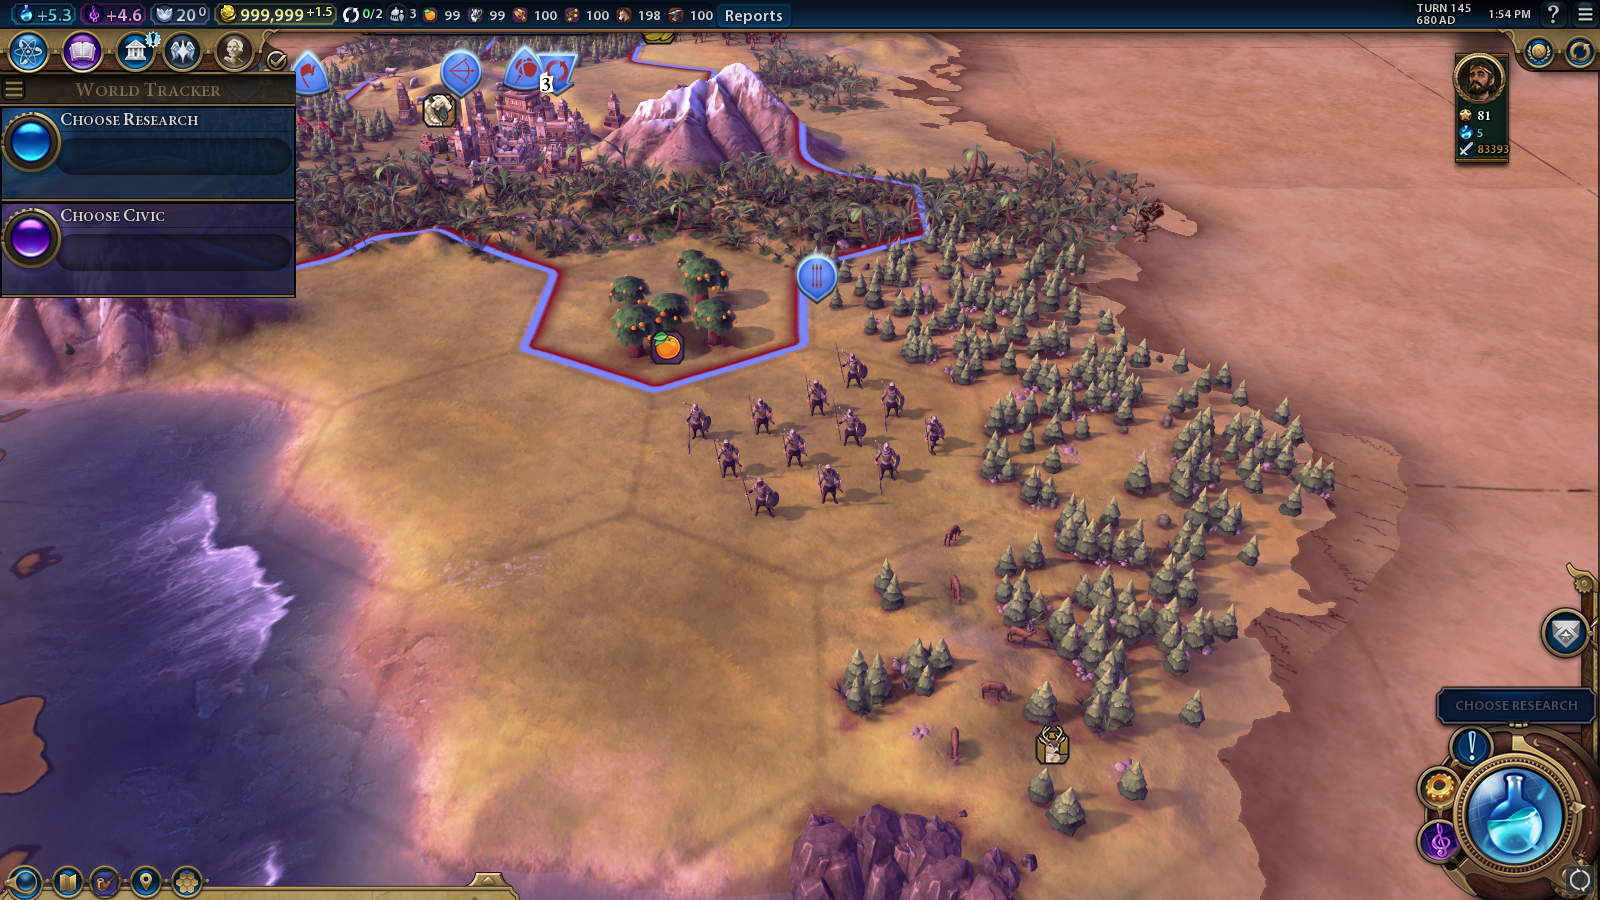 +5.3 +4.6 20 0 999,999 +1.5 0/2 3 99 99 100 100 198 100 Reports
TURN 145
680 AD
1:54 PM
?
WORLD TRACKER
CHOOSE RESEARCH
CHOOSE CIVIC
3
81
5
83393
CHOOSE RESEARCH